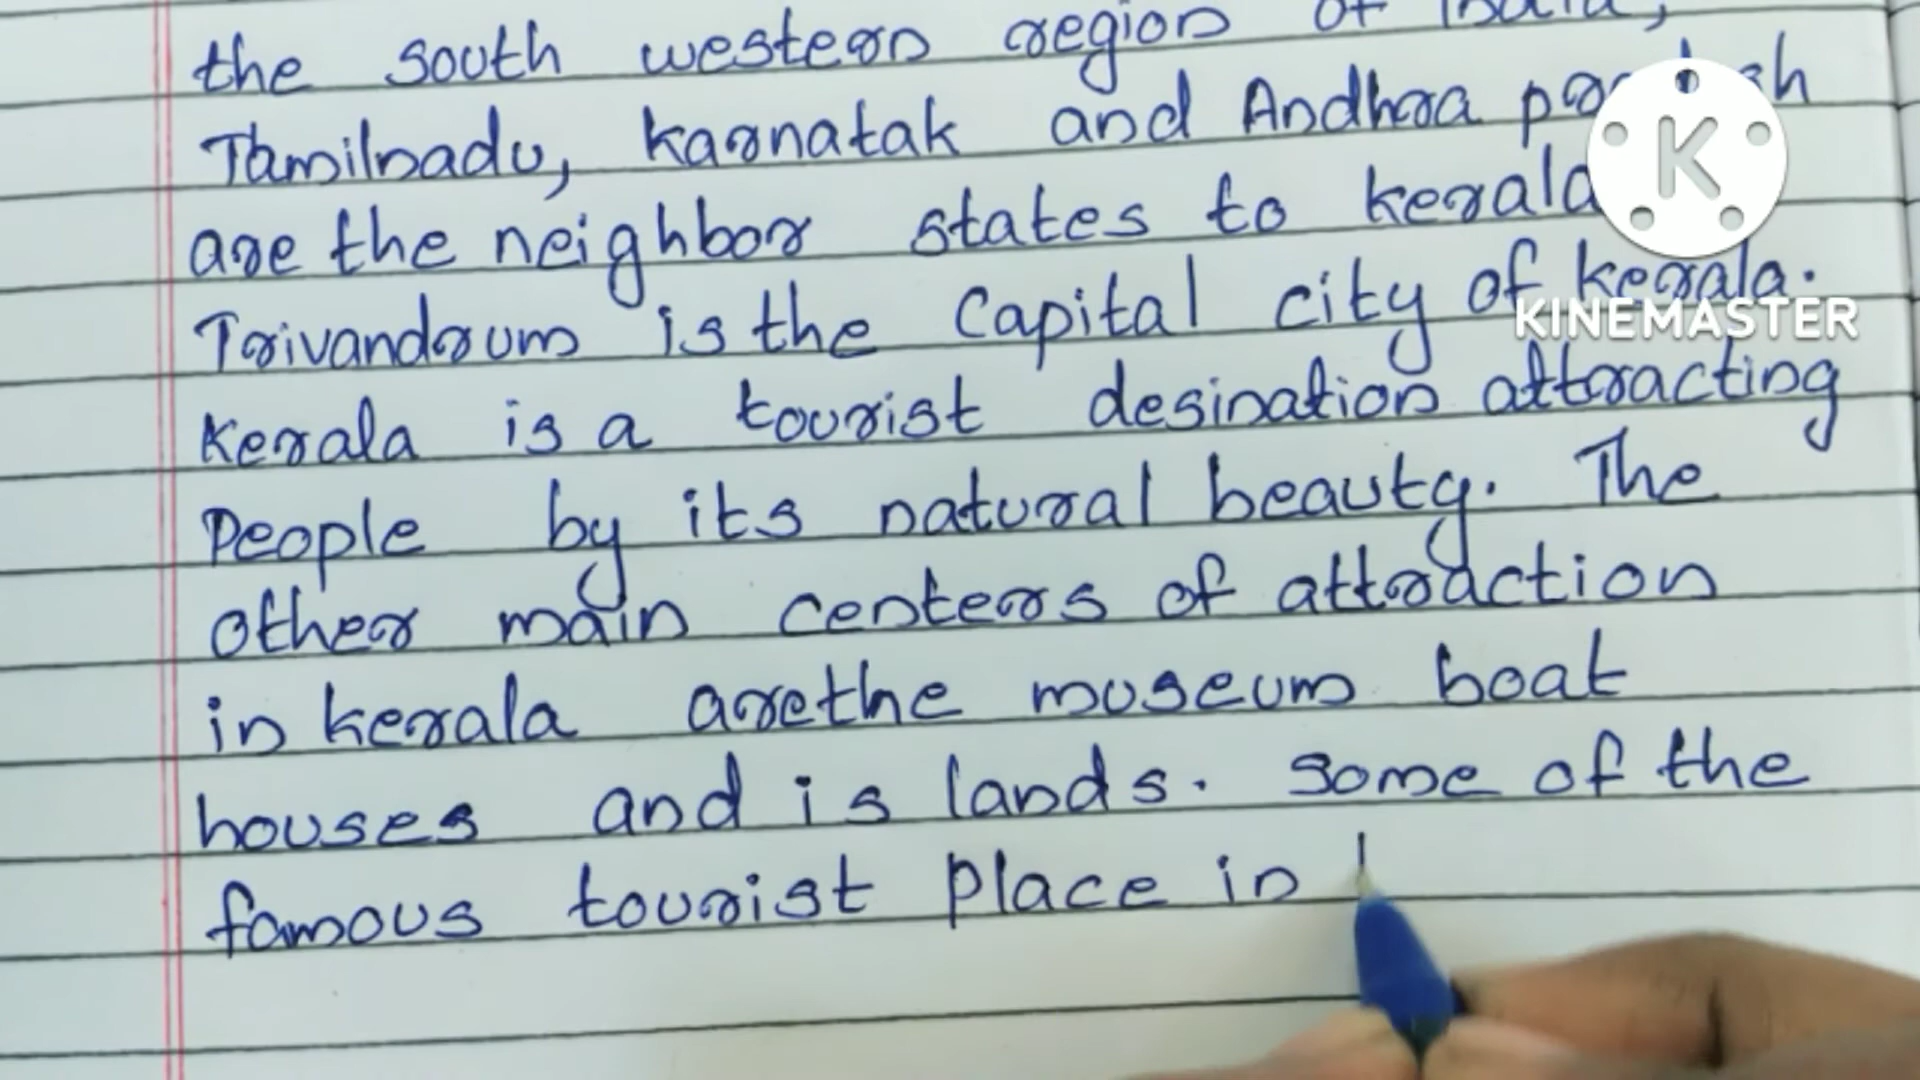 the south western region of India,
Tamilnadu, karnatak and Andhra
are the neighbor states to kerala
Trivandrum is the Capital city of kerala.
KINEMASTER
Kerala is a tourist desination attracting
People by its natural beauty. The
other main centers of attraction
in kerala arethe museum boat
houses and is lands. Some of the
famous tourist place in